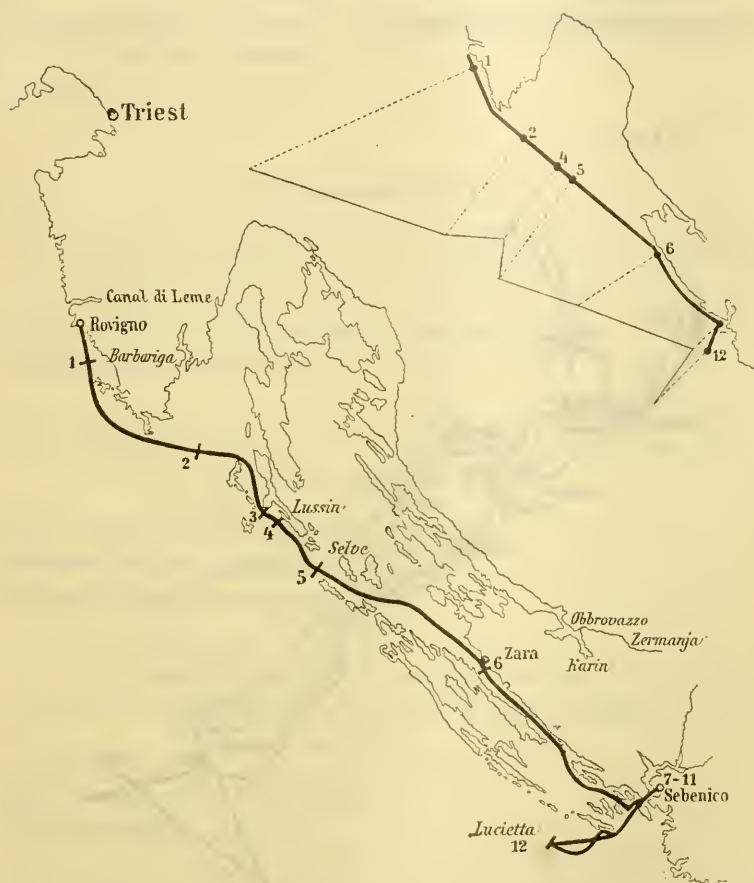 1
2
4
5
6
12
Triest
Canal di Leme
Rovigno
1
Barbariga
2
3
4
Lussin
Selve
5
Obbrovazzo
Zermanja
Karin
Zara
6
7-11
Sebenico
Lucietta
12